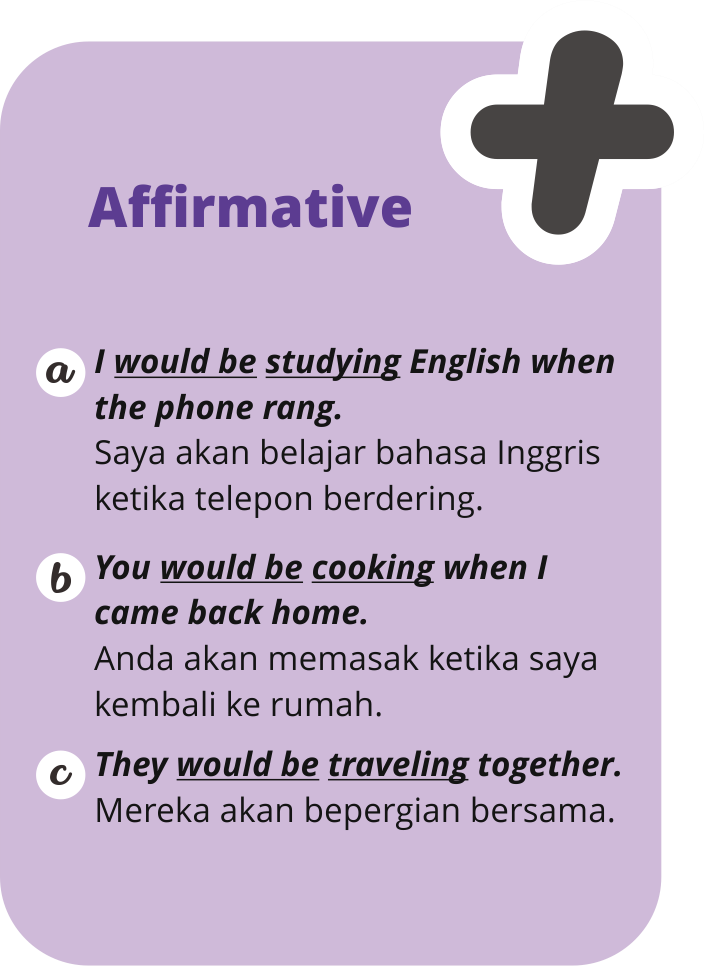 Affirmative
a
I would be studying English when
the phone rang.
Saya akan belajar bahasa Inggris
ketika telepon berdering.
b
You would be cooking when I
came back home.
Anda akan memasak ketika saya
kembali ke rumah.
c
They would be traveling together.
Mereka akan bepergian bersama.